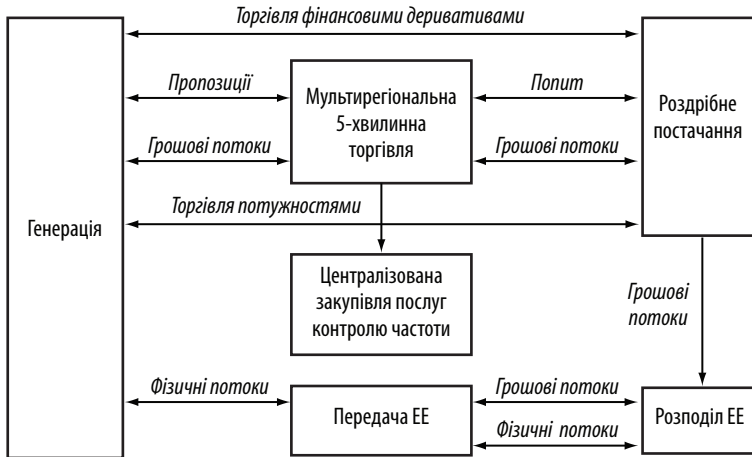 Торгівля фінансовими деривативами
Пропозиції
Мультирегіональна
5-хвилинна
торгівля
Попит
Роздрібне
постачання
Грошові потоки
Грошові потоки
Торгівля потужностями
Генерація
Централізована
закупівля послуг
контролю частоти
Грошові
потоки
Фізичні потоки
Передача ЕЕ
Грошові потоки
Фізичні потоки
Розподіл ЕЕ